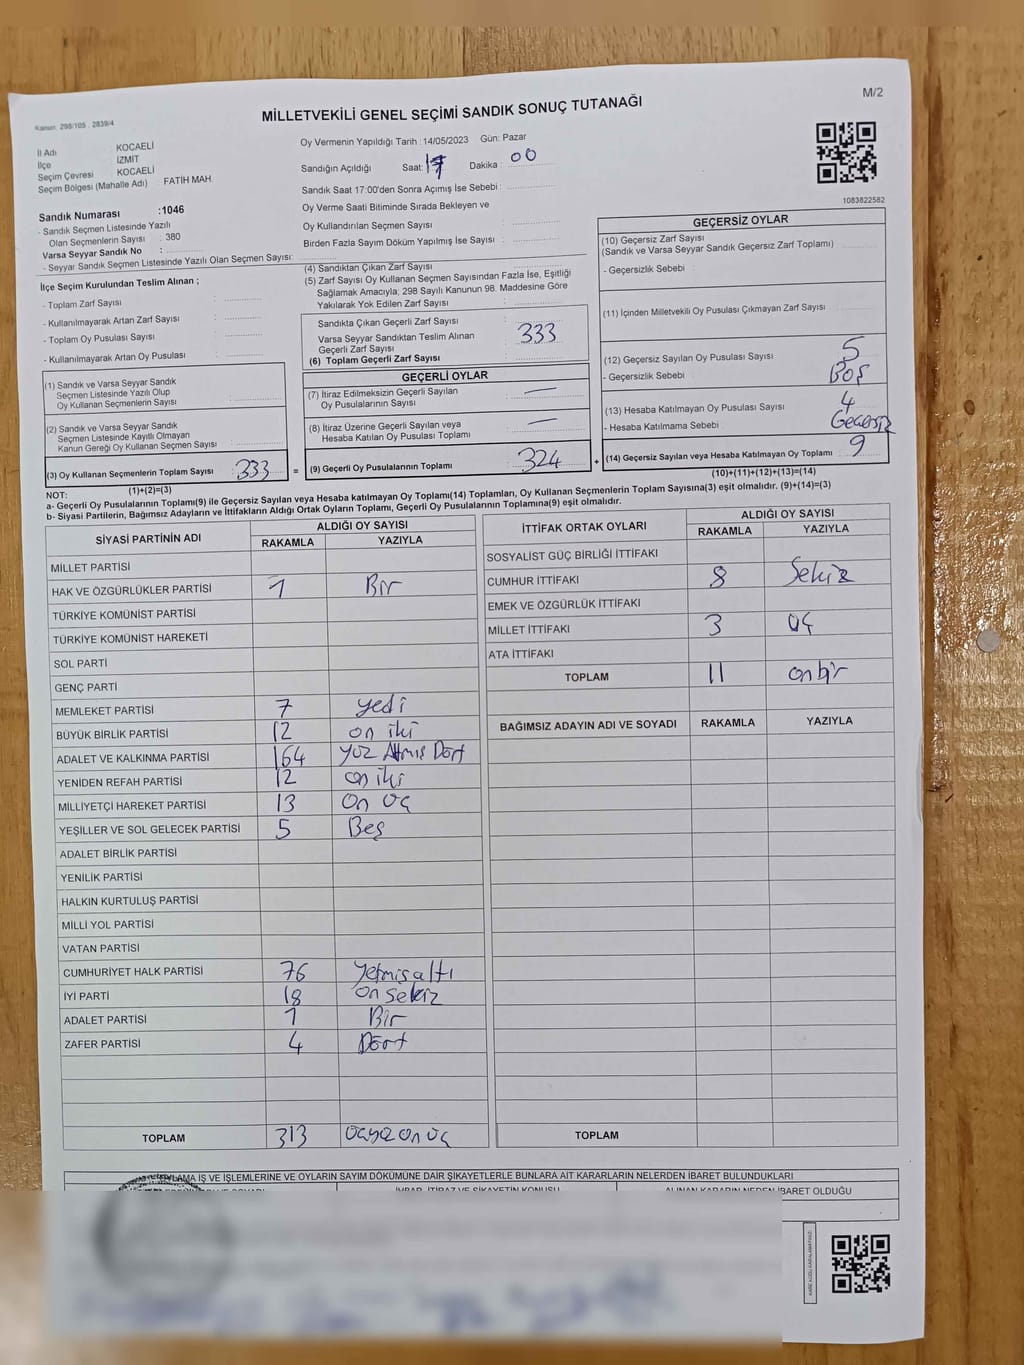 MİLLETVEKİLİ GENEL SEÇİMİ SANDIK SONUÇ TUTANAĞI
M/2
Kanun 298/105 . 2839/4
İl Adı KOCAELİ
İlçe İZMİT
Seçim Çevresi KOCAELİ
Seçim Bölgesi (Mahalle Adı) FATİH MAH.
Sandık Numarası :1046
- Sandık Seçmen Listesinde Yazılı
Olan Seçmenlerin Sayısı : 380
Varsa Seyyar Sandık No :
- Seyyar Sandık Seçmen Listesinde Yazılı Olan Seçmen Sayısı:
Oy Vermenin Yapıldığı Tarih : 14/05/2023 Gün: Pazar
Sandığın Açıldığı Saat: 17 Dakika : 00
Sandık Saat 17:00'den Sonra Açılmış İse Sebebi :
Oy Verme Saati Bitiminde Sırada Bekleyen ve
Oy Kullandırılan Seçmen Sayısı :
Birden Fazla Sayım Döküm Yapılmış İse Sayısı :
1083822582
İlçe Seçim Kurulundan Teslim Alınan ;
- Toplam Zarf Sayısı :
- Kullanılmayarak Artan Zarf Sayısı :
- Toplam Oy Pusulası Sayısı :
- Kullanılmayarak Artan Oy Pusulası :
(1) Sandık ve Varsa Seyyar Sandık
Seçmen Listesinde Yazılı Olup
Oy Kullanan Seçmenlerin Sayısı :
(2) Sandık ve Varsa Seyyar Sandık
Seçmen Listesinde Kayıtlı Olmayan
Kanun Gereği Oy Kullanan Seçmen Sayısı :
(3) Oy Kullanan Seçmenlerin Toplam Sayısı 333
(1)+(2)=(3)
(4) Sandıktan Çıkan Zarf Sayısı :
(5) Zarf Sayısı Oy Kullanan Seçmen Sayısından Fazla İse, Eşitliği
Sağlamak Amacıyla; 298 Sayılı Kanunun 98. Maddesine Göre
Yakılarak Yok Edilen Zarf Sayısı :
Sandıkta Çıkan Geçerli Zarf Sayısı :
Varsa Seyyar Sandıktan Teslim Alınan
Geçerli Zarf Sayısı : 333
(6) Toplam Geçerli Zarf Sayısı :
GEÇERLİ OYLAR
(7) İtiraz Edilmeksizin Geçerli Sayılan
Oy Pusulalarının Sayısı : —
(8) İtiraz Üzerine Geçerli Sayılan veya
Hesaba Katılan Oy Pusulası Toplamı : —
= (9) Geçerli Oy Pusulalarının Toplamı : 324 +
GEÇERSİZ OYLAR
(10) Geçersiz Zarf Sayısı
(Sandık ve Varsa Seyyar Sandık Geçersiz Zarf Toplamı) :
- Geçersizlik Sebebi :
(11) İçinden Milletvekili Oy Pusulası Çıkmayan Zarf Sayısı :
(12) Geçersiz Sayılan Oy Pusulası Sayısı : 5
- Geçersizlik Sebebi : Boş
(13) Hesaba Katılmayan Oy Pusulası Sayısı : 4
- Hesaba Katılmama Sebebi : Geçersiz
(14) Geçersiz Sayılan veya Hesaba Katılmayan Oy Toplamı : 9
(10)+(11)+(12)+(13)=(14)
NOT:
a- Geçerli Oy Pusulalarının Toplamı(9) ile Geçersiz Sayılan veya Hesaba katılmayan Oy Toplamı(14) Toplamları, Oy Kullanan Seçmenlerin Toplam Sayısına(3) eşit olmalıdır. (9)+(14)=(3)
b- Siyasi Partilerin, Bağımsız Adayların ve İttifakların Aldığı Ortak Oyların Toplamı, Geçerli Oy Pusulalarının Toplamına(9) eşit olmalıdır.
SİYASİ PARTİNİN ADI ALDIĞI OY SAYISI
RAKAMLA YAZIYLA
MİLLET PARTİSİ
HAK VE ÖZGÜRLÜKLER PARTİSİ 1 Bir
TÜRKİYE KOMÜNİST PARTİSİ
TÜRKİYE KOMÜNİST HAREKETİ
SOL PARTİ
GENÇ PARTİ
MEMLEKET PARTİSİ 7 yedi
BÜYÜK BİRLİK PARTİSİ 12 on iki
ADALET VE KALKINMA PARTİSİ 164 yüz Atmış Dört
YENİDEN REFAH PARTİSİ 12 on iki
MİLLİYETÇİ HAREKET PARTİSİ 13 On üç
YEŞİLLER VE SOL GELECEK PARTİSİ 5 Beş
ADALET BİRLİK PARTİSİ
YENİLİK PARTİSİ
HALKIN KURTULUŞ PARTİSİ
MİLLİ YOL PARTİSİ
VATAN PARTİSİ
CUMHURİYET HALK PARTİSİ 76 yetmişaltı
İYİ PARTİ 18 on sekiz
ADALET PARTİSİ 1 Bir
ZAFER PARTİSİ 4 Dört
TOPLAM 313 üçyüz on üç
İTTİFAK ORTAK OYLARI ALDIĞI OY SAYISI
RAKAMLA YAZIYLA
SOSYALİST GÜÇ BİRLİĞİ İTTİFAKI
CUMHUR İTTİFAKI 8 Sekiz
EMEK VE ÖZGÜRLÜK İTTİFAKI
MİLLET İTTİFAKI 3 üç
ATA İTTİFAKI
TOPLAM 11 onbir
BAĞIMSIZ ADAYIN ADI VE SOYADI RAKAMLA YAZIYLA
TOPLAM
OYLAMA İŞ VE İŞLEMLERİNE VE OYLARIN SAYIM DÖKÜMÜNE DAİR ŞİKAYETLERLE BUNLARA AİT KARARLARIN NELERDEN İBARET BULUNDUKLARI
İHBAR, İTİRAZ VE ŞİKAYETİN KONUSU ALINAN KARARIN NEDEN İBARET OLDUĞU